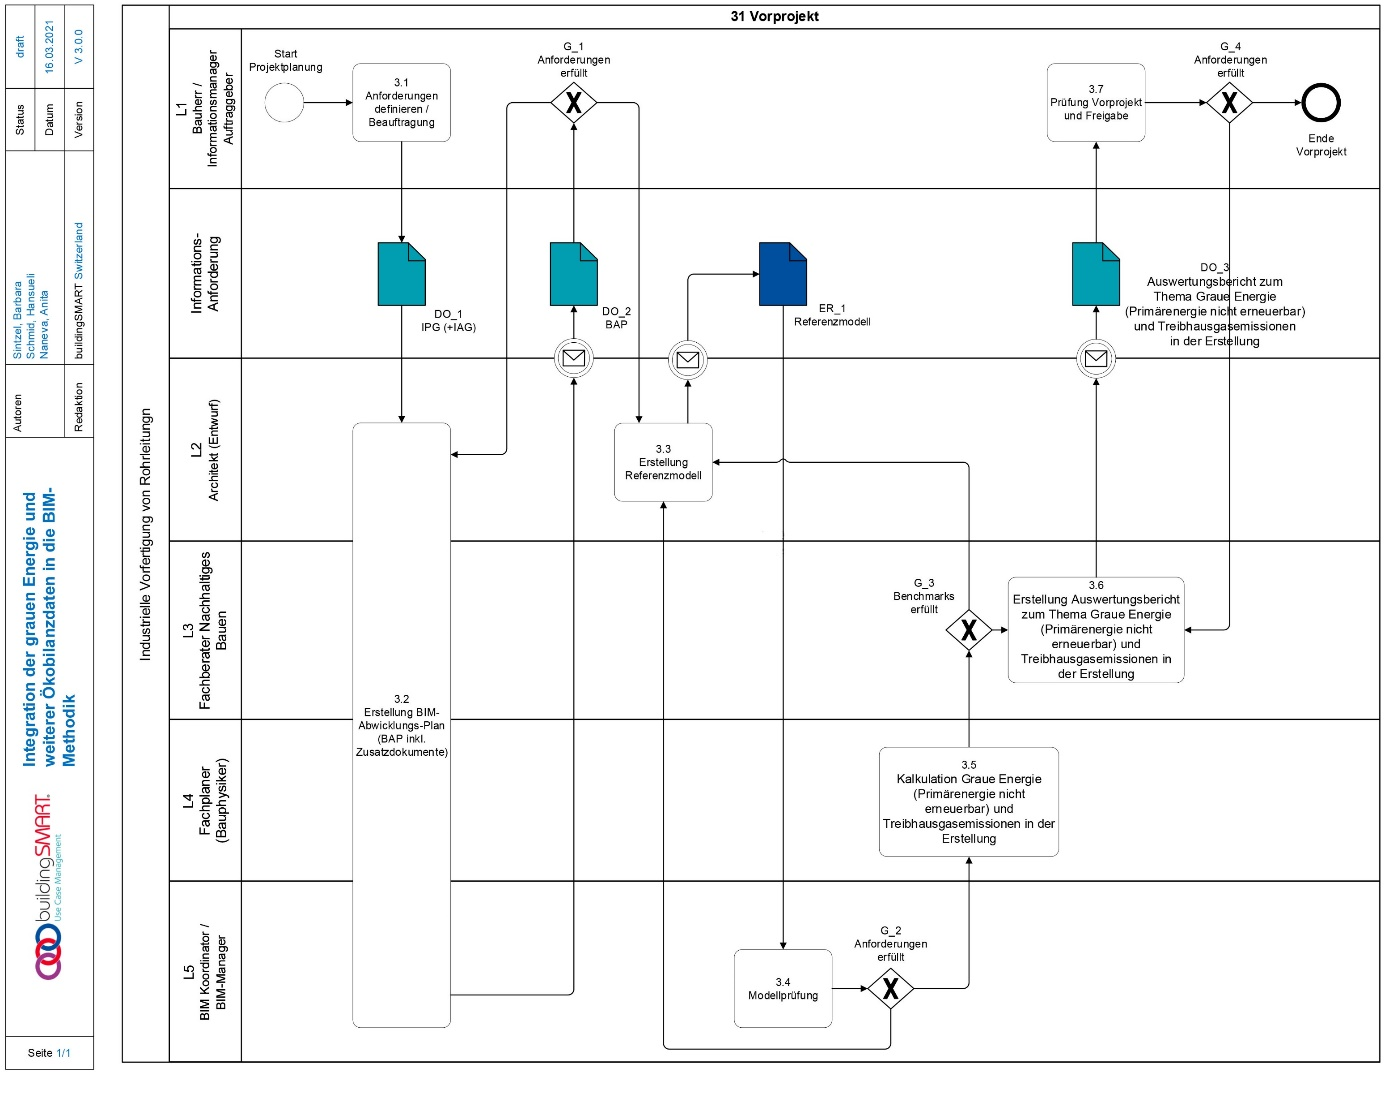 31 Vorprojekt
draft
16.03.2021
V 3.0.0
Status
Datum
Version
Sintzel, Barbara
Schmid, Hansueli
Naneva, Anita
buildingSMART Switzerland
Autoren
Redaktion
Integration der grauen Energie und
weiterer Ökobilanzdaten in die BIM-
Methodik
buildingSMART.
Use Case Management
Seite 1/1
Industrielle Vorfertigung von Rohrleitungn
L1
Bauherr /
Informationsmanager
Auftraggeber
Start
Projektplanung
3.1
Anforderungen
definieren /
Beauftragung
G_1
Anforderungen
erfüllt
X
3.7
Prüfung Vorprojekt
und Freigabe
G_4
Anforderungen
erfüllt
X
Ende
Vorprojekt
Informations-
Anforderung
DO_1
IPG (+IAG)
DO_2
BAP
ER_1
Referenzmodell
DO_3
Auswertungsbericht zum
Thema Graue Energie
(Primärenergie nicht erneuerbar)
und Treibhausgasemissionen
in der Erstellung
L2
Architekt (Entwurf)
3.3
Erstellung
Referenzmodell
L3
Fachberater Nachhaltiges
Bauen
G_3
Benchmarks
erfüllt
X
3.6
Erstellung Auswertungsbericht
zum Thema Graue Energie
(Primärenergie nicht
erneuerbar) und
Treibhausgasemissionen in
der Erstellung
3.2
Erstellung BIM-
Abwicklungs-Plan
(BAP inkl.
Zusatzdokumente)
L4
Fachplaner
(Bauphysiker)
3.5
Kalkulation Graue Energie
(Primärenergie nicht
erneuerbar) und
Treibhausgasemissionen in der
Erstellung
L5
BIM Koordinator /
BIM-Manager
3.4
Modellprüfung
G_2
Anforderungen
erfüllt
X